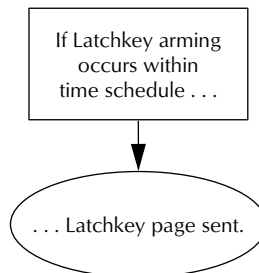 If Latchkey arming
occurs within
time schedule . . .
. . . Latchkey page sent.